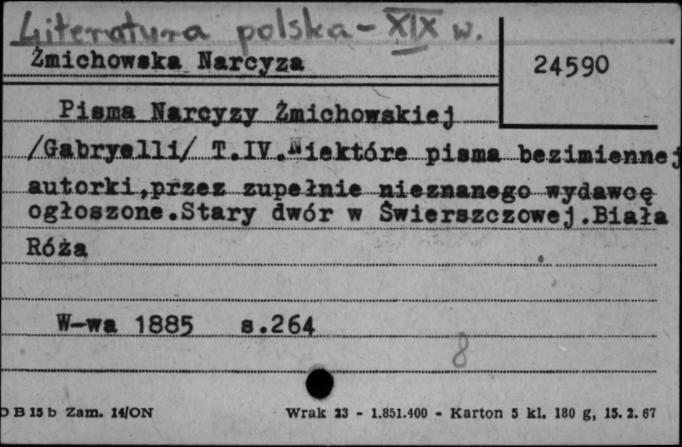 Literatura polska - XIX w.
Żmichowska Narcyza
24590
Pisma Narcyzy Żmichowskiej
/Gabryelli/ T.IV.Niektóre pisma bezimiennej
autorki,przez zupełnie nieznanego wydawcę
ogłoszone.Stary dwór w Świerszczowej.Biała
Róża
W-wa 1885 s.264
8
D B 15 b Zam. 14/ON Wrak 23 - 1.851.400 - Karton 5 kl. 180 g, 15. 2. 67